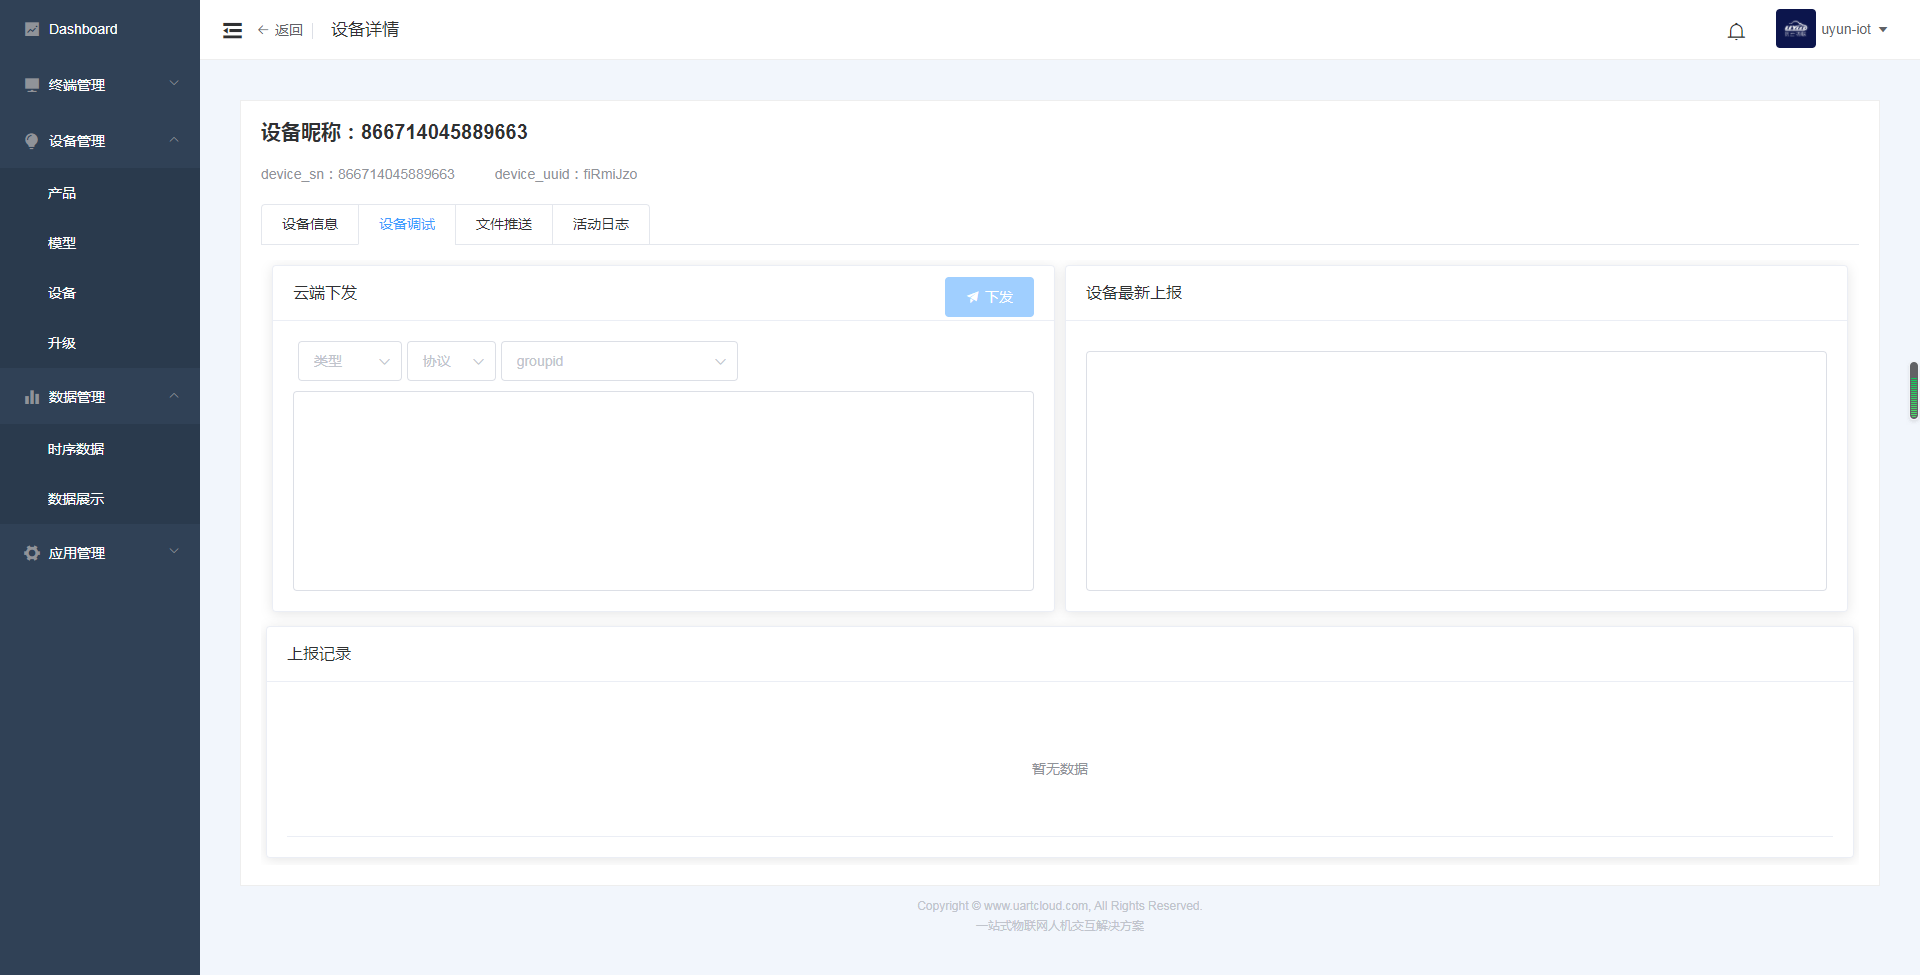 Dashboard
终端管理
设备管理
产品
模型
设备
升级
数据管理
时序数据
数据展示
应用管理
返回
设备详情
uyun-iot
设备昵称：866714045889663
device_sn：866714045889663
device_uuid：fiRmiJzo
设备信息
设备调试
文件推送
活动日志
云端下发
下发
类型
协议
groupid
设备最新上报
上报记录
暂无数据
Copyright © www.uartcloud.com, All Rights Reserved.
一站式物联网人机交互解决方案